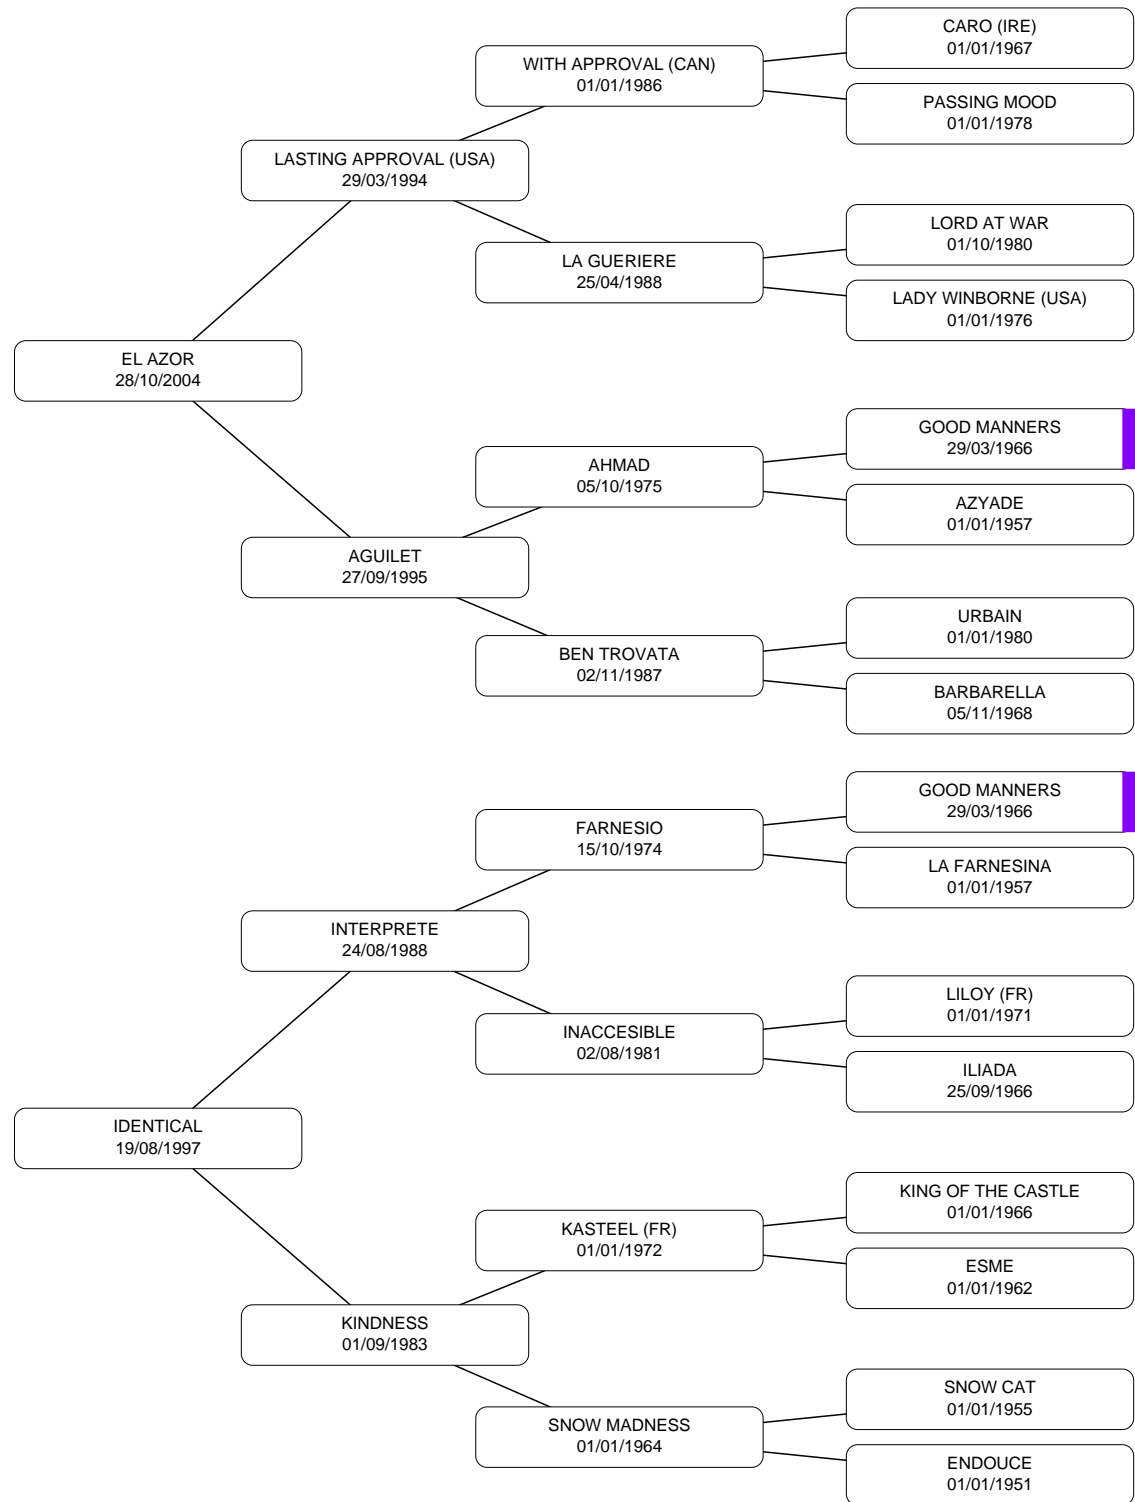 CARO (IRE)
01/01/1967
WITH APPROVAL (CAN)
01/01/1986
PASSING MOOD
01/01/1978
LASTING APPROVAL (USA)
29/03/1994
LORD AT WAR
01/10/1980
LA GUERIERE
25/04/1988
LADY WINBORNE (USA)
01/01/1976
EL AZOR
28/10/2004
GOOD MANNERS
29/03/1966
AHMAD
05/10/1975
AZYADE
01/01/1957
AGUILET
27/09/1995
URBAIN
01/01/1980
BEN TROVATA
02/11/1987
BARBARELLA
05/11/1968
GOOD MANNERS
29/03/1966
FARNESIO
15/10/1974
LA FARNESINA
01/01/1957
INTERPRETE
24/08/1988
LILOY (FR)
01/01/1971
INACCESIBLE
02/08/1981
ILIADA
25/09/1966
IDENTICAL
19/08/1997
KING OF THE CASTLE
01/01/1966
KASTEEL (FR)
01/01/1972
ESME
01/01/1962
KINDNESS
01/09/1983
SNOW CAT
01/01/1955
SNOW MADNESS
01/01/1964
ENDOUCE
01/01/1951